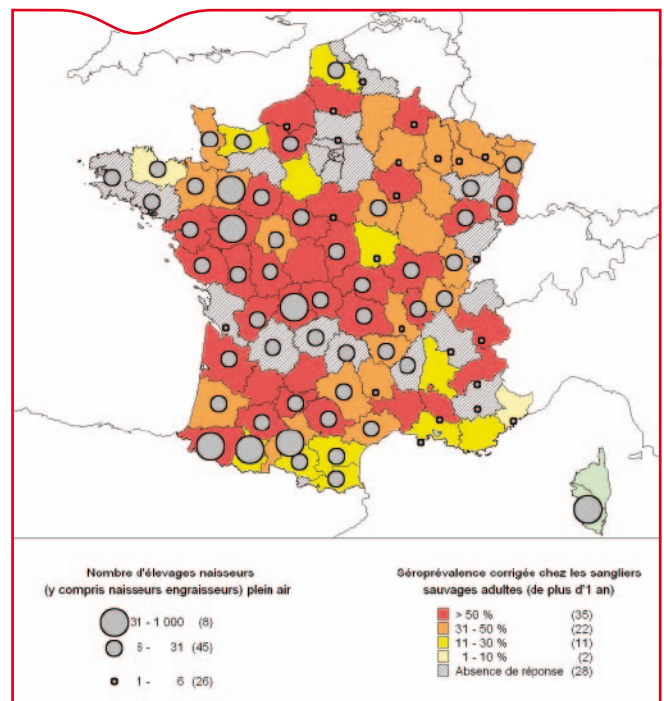 Nombre d'élevages naisseurs
(y compris naisseurs engraisseurs) plein air
31 - 1 000 (8)
6 - 31 (45)
1 - 6 (26)
Séroprévalence corrigée chez les sangliers
sauvages adultes (de plus d'1 an)
> 50 % (35)
31 - 50 % (22)
11 - 30 % (11)
1 - 10 % (2)
Absence de réponse (28)